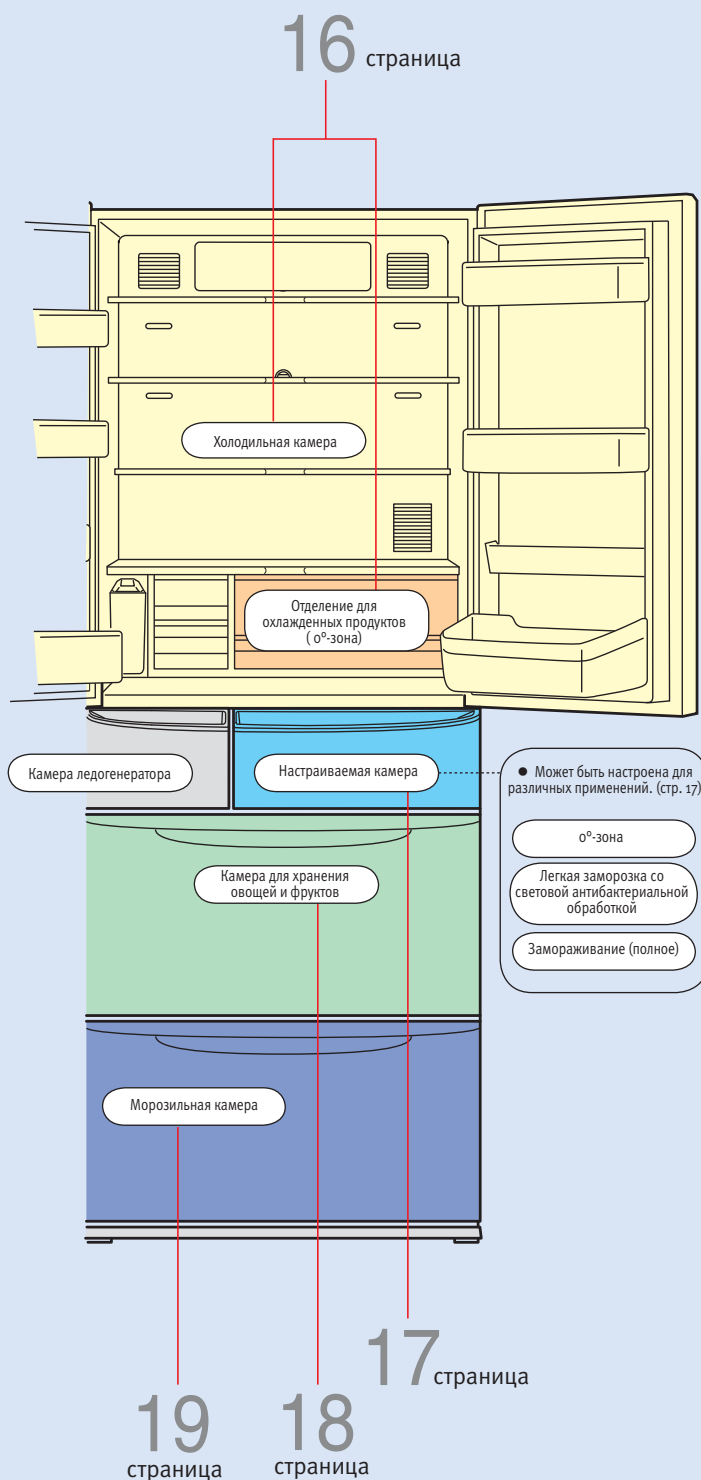 16 страница
Холодильная камера
Отделение для
охлажденных продуктов
( 0°-зона)
Камера ледогенератора
Настраиваемая камера
● Может быть настроена для
различных применений. (стр. 17)
0°-зона
Легкая заморозка со
световой антибактериальной
обработкой
Замораживание (полное)
Камера для хранения
овощей и фруктов
Морозильная камера
17 страница
19
страница
18
страница